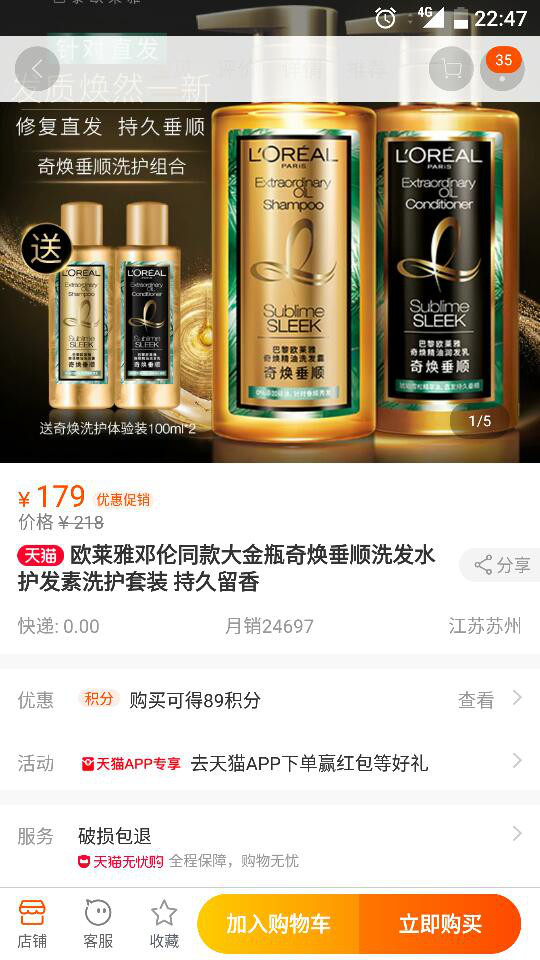 4G 22:47
35
针对直发
详情 推荐
发质焕然一新
修复直发 持久垂顺
奇焕垂顺洗护组合
送
L'ORÉAL
Extraordinary
Shampoo
Sublime
SLEEK
奇焕垂顺
L'ORÉAL
Extraordinary
Conditioner
Sublime
SLEEK
奇焕垂顺
送奇焕洗护体验装100ml*2
L'ORÉAL
PARIS
Extraordinary
OIL
Shampoo
Sublime
SLEEK
巴黎欧莱雅
奇焕精油洗发露
奇焕垂顺
L'ORÉAL
PARIS
Extraordinary
OIL
Conditioner
Sublime
SLEEK
巴黎欧莱雅
奇焕精油润发乳
奇焕垂顺
1/5
¥179 优惠促销
价格 ¥218
天猫 欧莱雅邓伦同款大金瓶奇焕垂顺洗发水
护发素洗护套装 持久留香
分享
快递: 0.00 月销24697 江苏苏州
优惠 积分 购买可得89积分 查看
活动 天猫APP专享 去天猫APP下单赢红包等好礼
服务 破损包退
天猫无忧购 全程保障，购物无忧
店铺 客服 收藏 加入购物车 立即购买